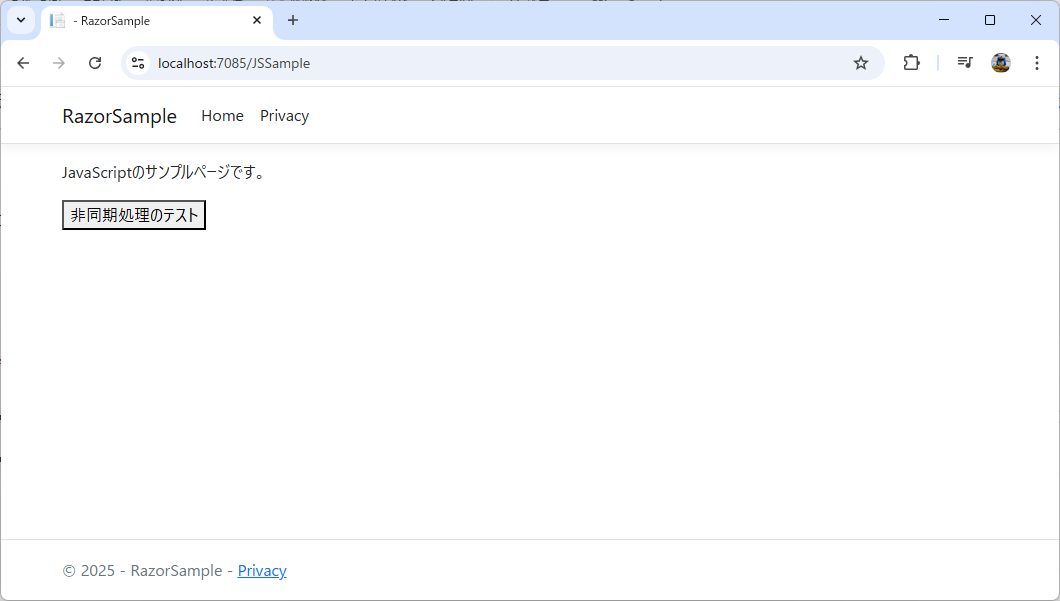 - RazorSample
localhost:7085/JSSample
RazorSample Home Privacy
JavaScriptのサンプルページです。
非同期処理のテスト
© 2025 - RazorSample - Privacy